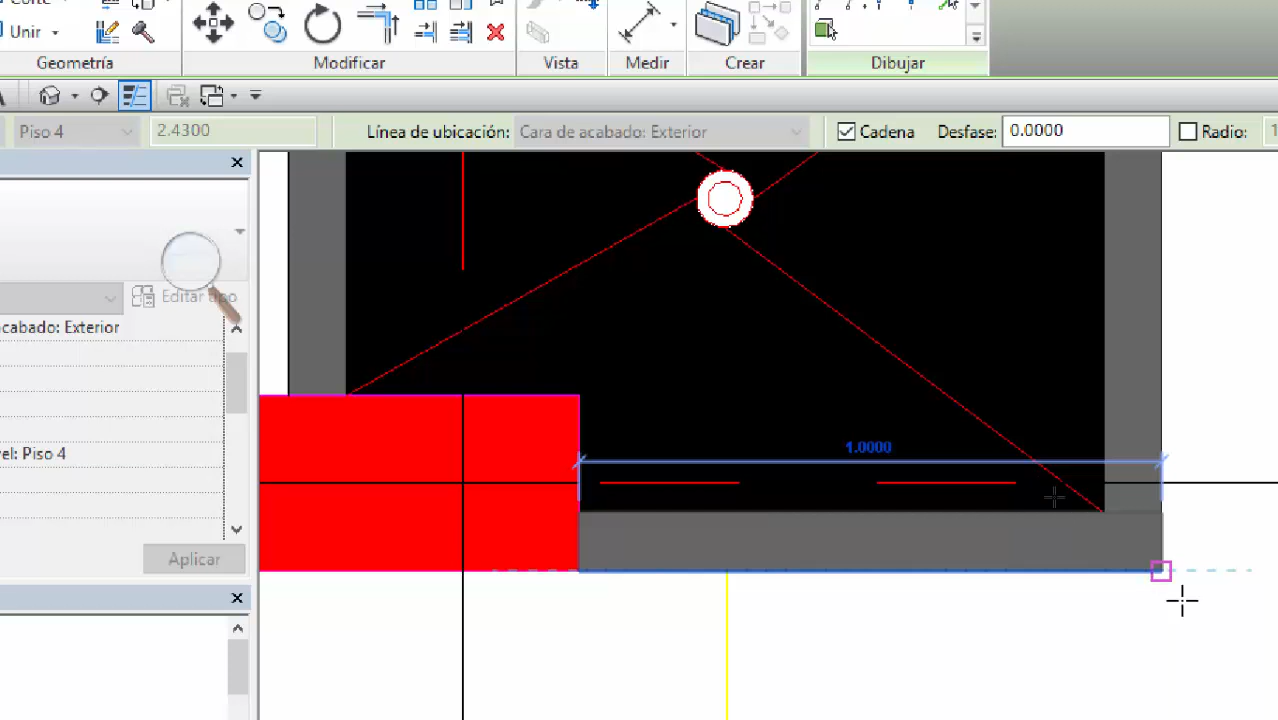 Unir
Geometría
Modificar
Vista
Medir
Crear
Dibujar
Piso 4
2.4300
Línea de ubicación:
Cara de acabado: Exterior
Cadena
Desfase:
0.0000
Radio:
Editar tipo
acabado: Exterior
vel: Piso 4
Aplicar
1.0000